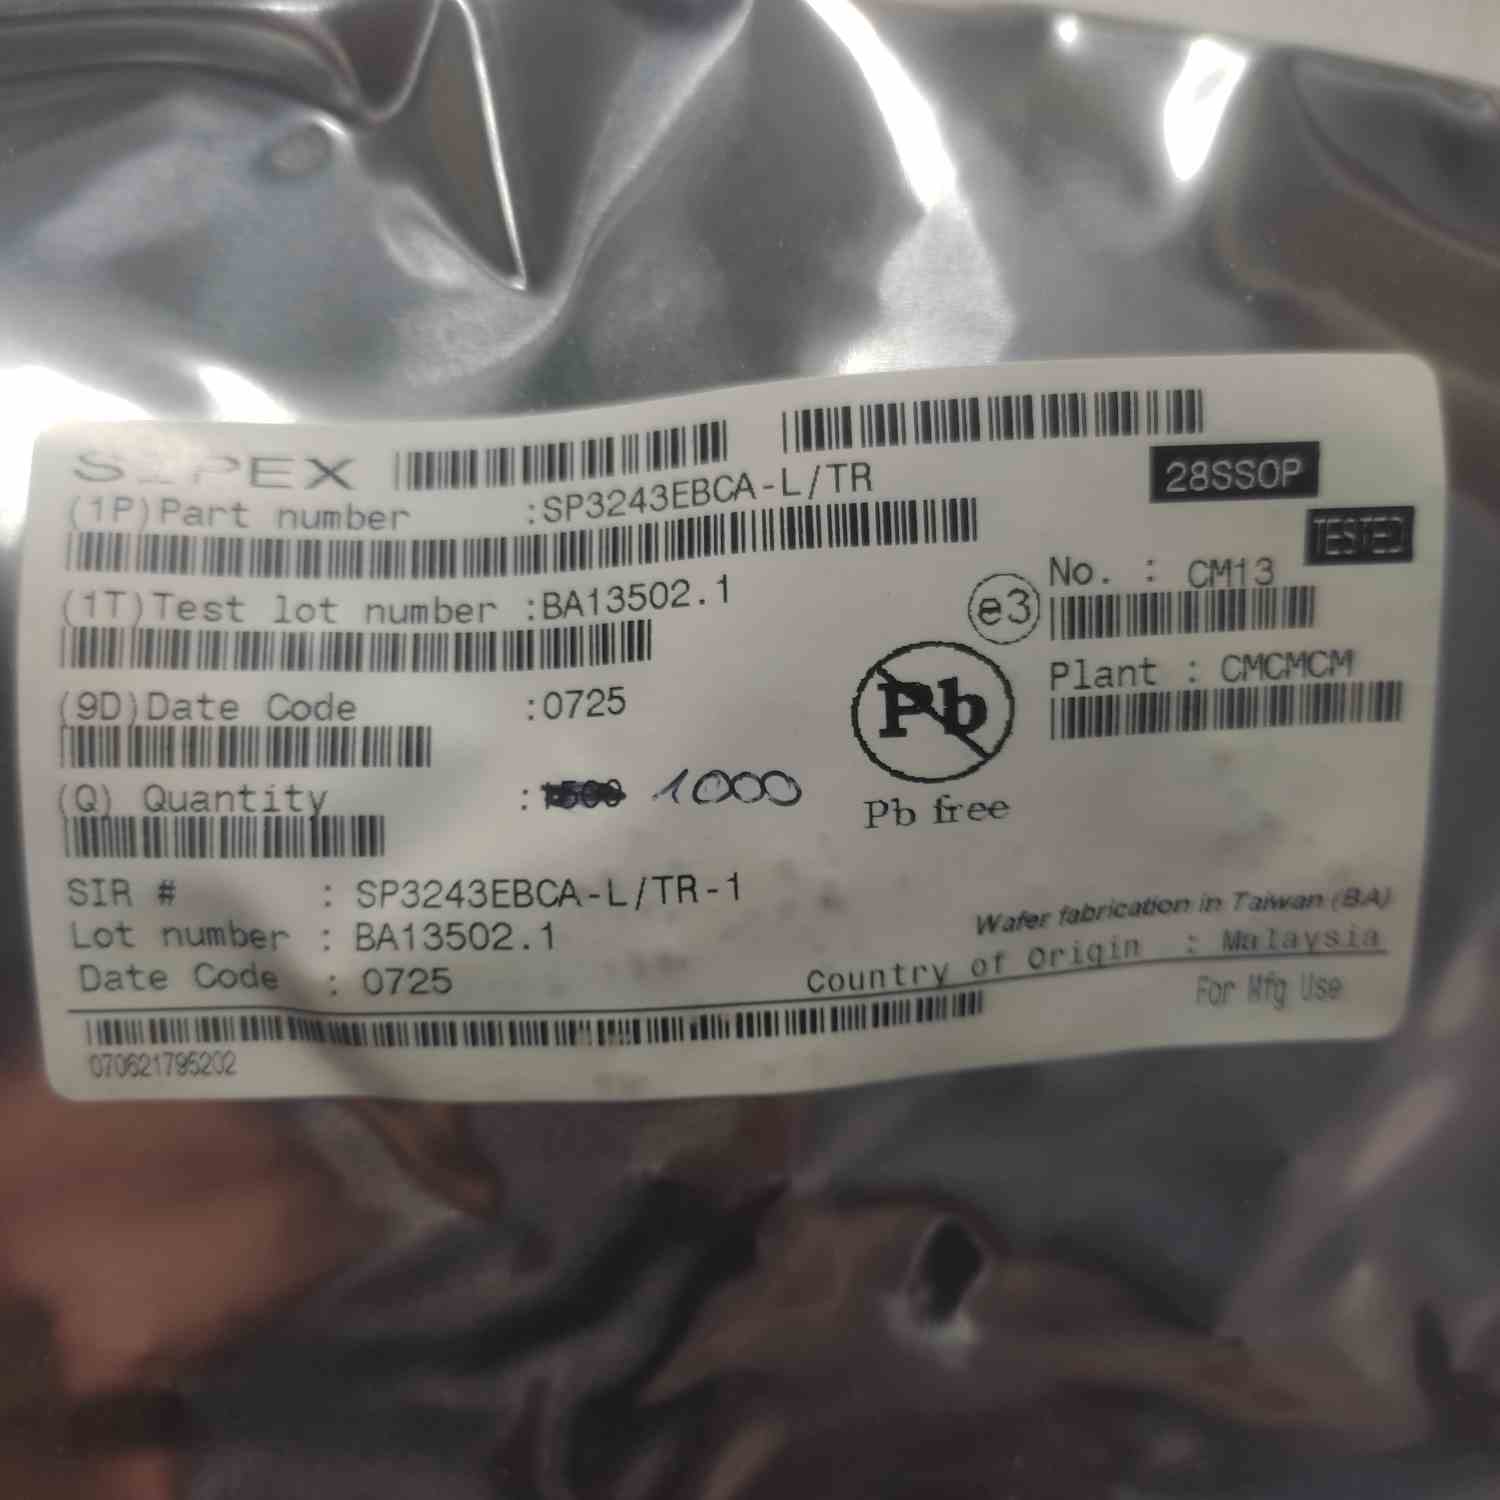 SIPEX
28SSOP
(1P)Part number :SP3243EBCA-L/TR
TESTED
(1T)Test lot number :BA13502.1
e3
No. : CM13
Plant : CMCMCM
(9D)Date Code :0725
Pb
(Q) Quantity :1500 1000
Pb free
SIR # : SP3243EBCA-L/TR-1
Lot number : BA13502.1
Wafer fabrication in Taiwan (BA)
Date Code : 0725
Country of Origin : Malaysia
For Mfg Use
070621795202